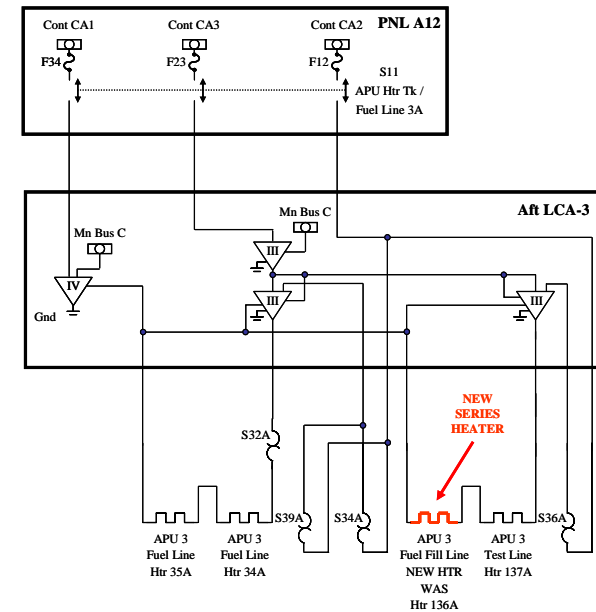 PNL A12
Cont CA1
Cont CA3
Cont CA2
F34
F23
F12
S11
APU Htr Tk /
Fuel Line 3A
Aft LCA-3
Mn Bus C
Mn Bus C
III
IV
III
III
Gnd
NEW
SERIES
HEATER
S32A
S39A
S34A
S36A
APU 3
Fuel Line
Htr 35A
APU 3
Fuel Line
Htr 34A
APU 3
Fuel Fill Line
NEW HTR
WAS
Htr 136A
APU 3
Test Line
Htr 137A